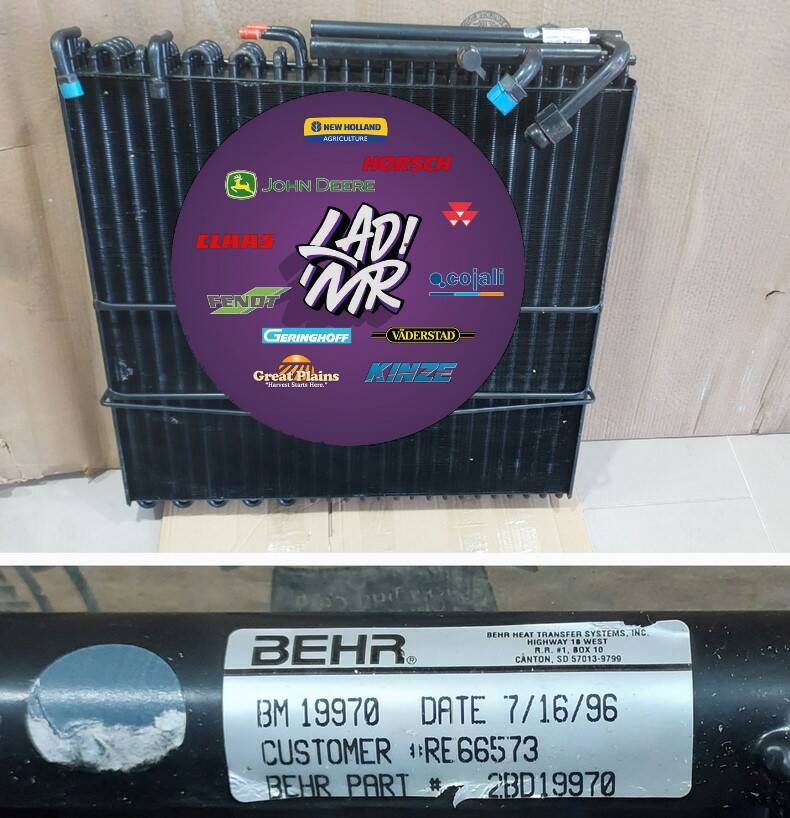 NEW HOLLAND
AGRICULTURE
HORSCH
JOHN DEERE
LAD!
'MR
CLAAS
cojali
FENDT
GERINGHOFF
VÄDERSTAD
Great Plains
"Harvest Starts Here."
KINZE
BEHR®
BEHR HEAT TRANSFER SYSTEMS, INC.
HIGHWAY 18 WEST
R.R. #1, BOX 10
CANTON, SD 57013-9799
BM 19970 DATE 7/16/96
CUSTOMER #RE66573
BEHR PART # 2BD19970